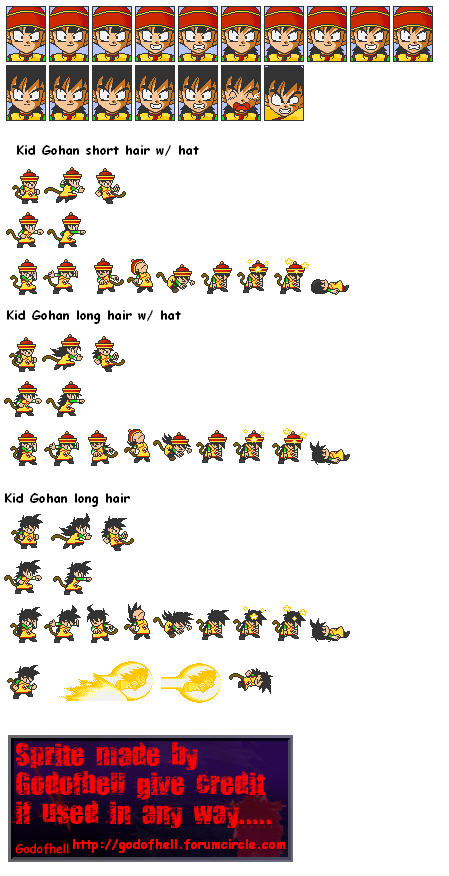 Kid Gohan short hair w/ hat
Kid Gohan long hair w/ hat
Kid Gohan long hair
Sprite made by
Godofhell give credit
if used in any way.....
Godofhell http://godofhell.forumcircle.com